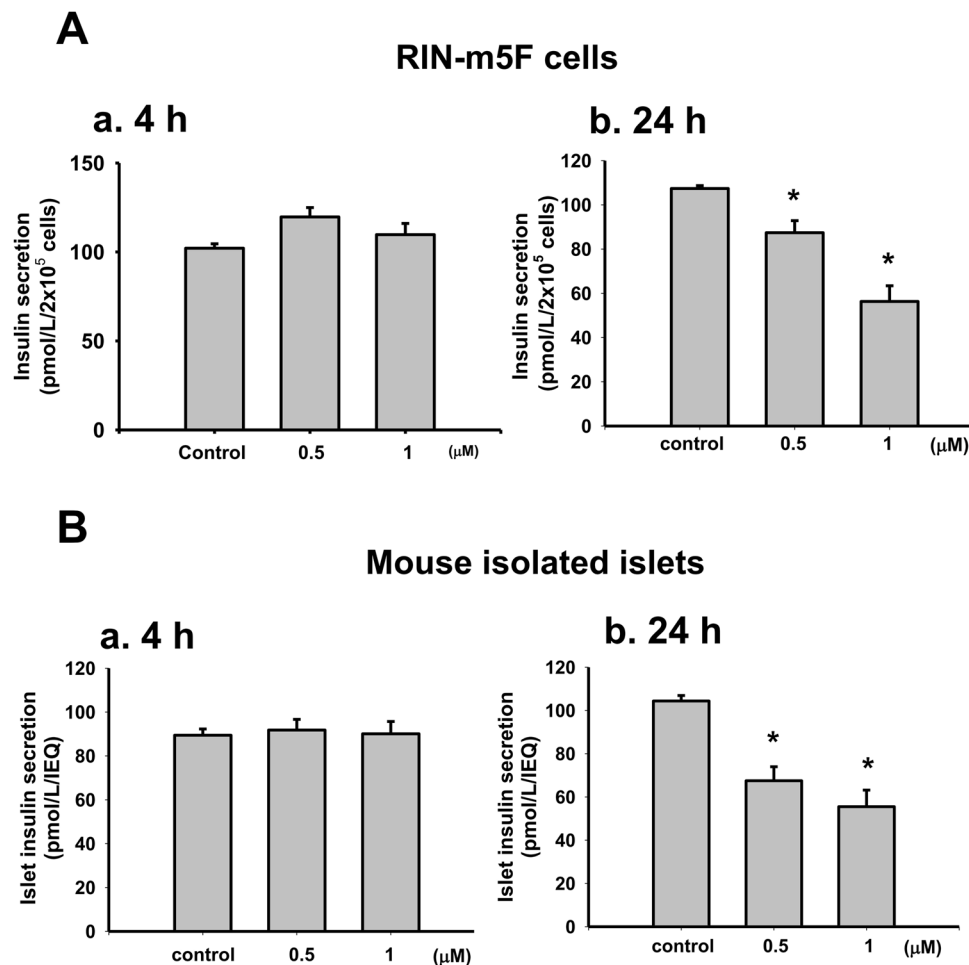 A
RIN-m5F cells
a. 4 h
Insulin secretion
(pmol/L/2x10⁵ cells)
150
100
50
0
Control 0.5 1 (μM)
b. 24 h
Insulin secretion
(pmol/L/2x10⁵ cells)
120
100
80
60
40
20
0
*
*
control 0.5 1 (μM)
B
Mouse isolated islets
a. 4 h
Islet insulin secretion
(pmol/L/IEQ)
120
100
80
60
40
20
0
control 0.5 1 (μM)
b. 24 h
Islet insulin secretion
(pmol/L/IEQ)
120
100
80
60
40
20
0
*
*
control 0.5 1 (μM)